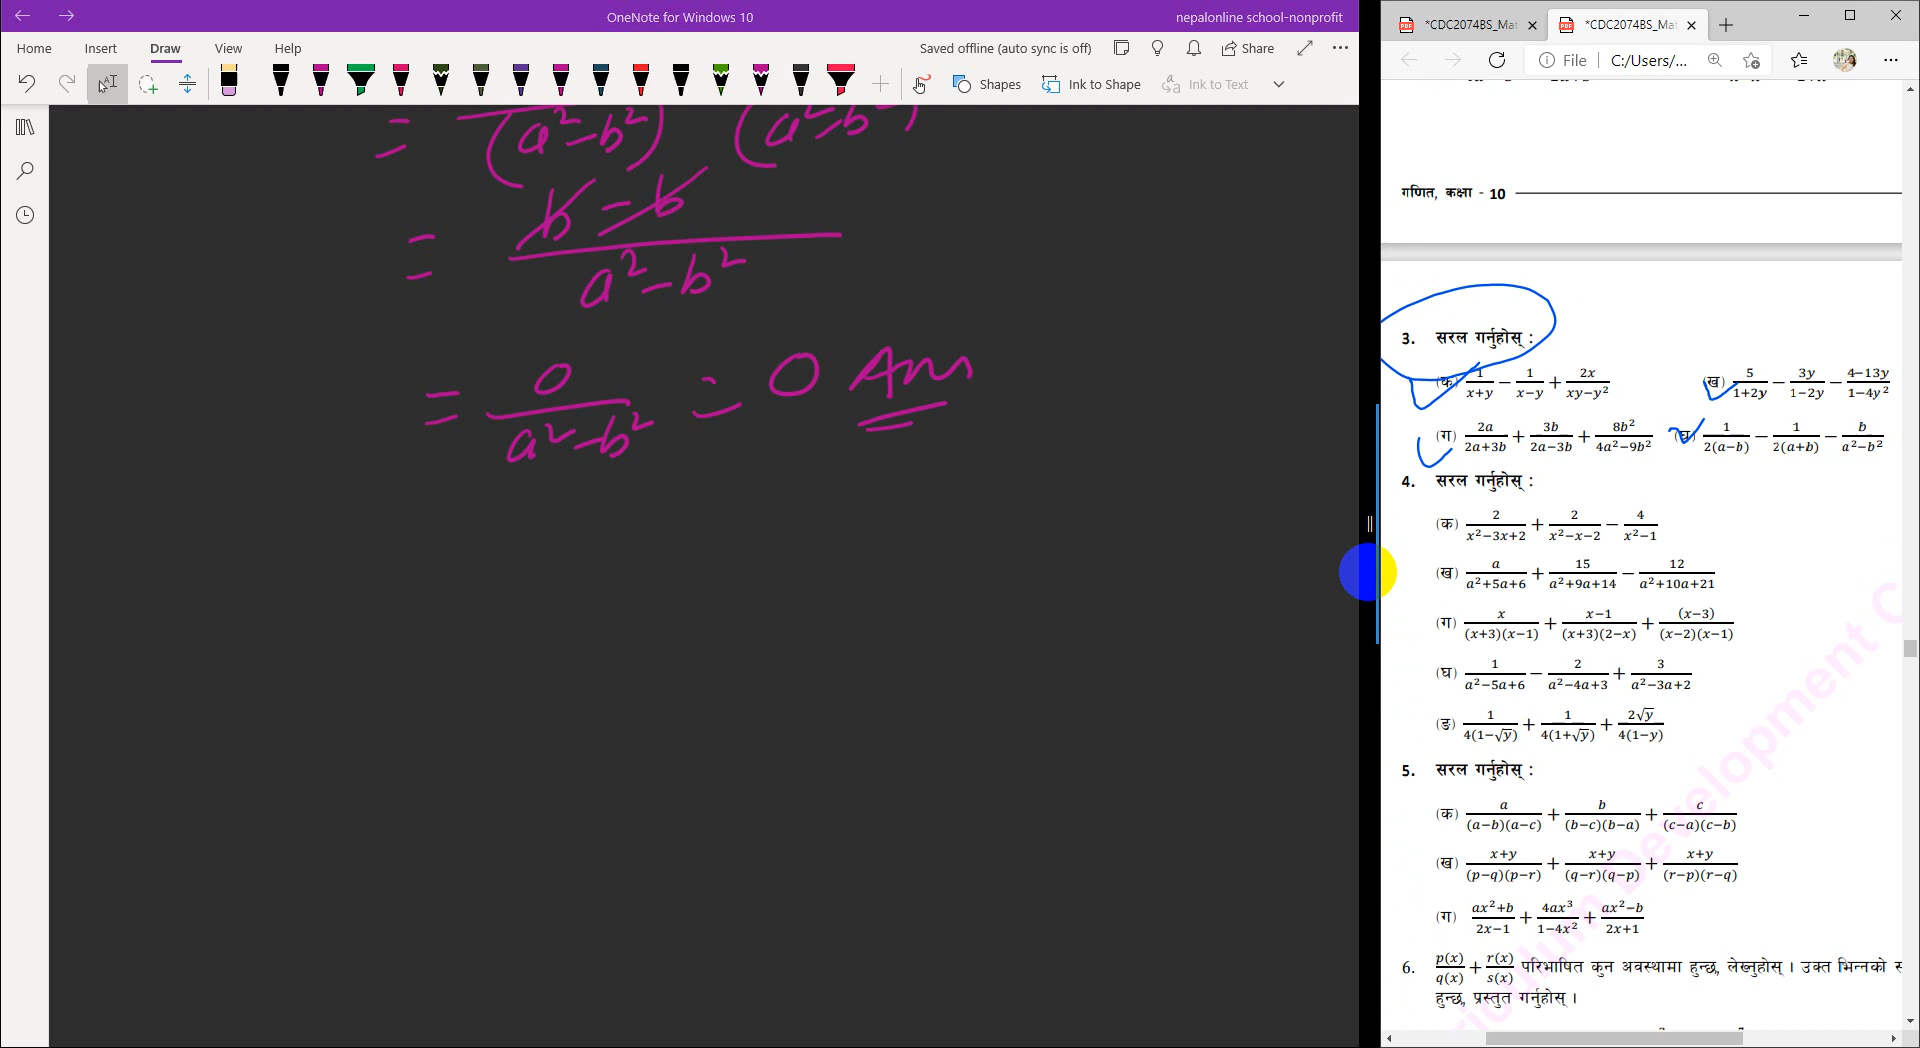 OneNote for Windows 10
nepalonline school-nonprofit
Home Insert Draw View Help
Saved offline (auto sync is off) Share
Shapes Ink to Shape Ink to Text
*CDC2074BS_Mat *CDC2074BS_Mat
File C:/Users/...
= (a²-b²) (a²-b²)
= (b-b)/(a²-b²)
= 0/(a²-b²) = 0 Ans
गणित, कक्षा - 10
3. सरल गर्नुहोस् :
(क) 1/(x+y) − 1/(x−y) + 2x/(xy−y²) (ख) 5/(1+2y) − 3y/(1−2y) − (4−13y)/(1−4y²)
(ग) 2a/(2a+3b) + 3b/(2a−3b) + 8b²/(4a²−9b²) (घ) 1/(2(a−b)) − 1/(2(a+b)) − b/(a²−b²)
4. सरल गर्नुहोस् :
(क) 2/(x²−3x+2) + 2/(x²−x−2) − 4/(x²−1)
(ख) a/(a²+5a+6) + 15/(a²+9a+14) − 12/(a²+10a+21)
(ग) x/((x+3)(x−1)) + (x−1)/((x+3)(2−x)) + (x−3)/((x−2)(x−1))
(घ) 1/(a²−5a+6) − 2/(a²−4a+3) + 3/(a²−3a+2)
(ङ) 1/(4(1−√y)) + 1/(4(1+√y)) + 2√y/(4(1−y))
5. सरल गर्नुहोस् :
(क) a/((a−b)(a−c)) + b/((b−c)(b−a)) + c/((c−a)(c−b))
(ख) (x+y)/((p−q)(p−r)) + (x+y)/((q−r)(q−p)) + (x+y)/((r−p)(r−q))
(ग) (ax²+b)/(2x−1) + 4ax³/(1−4x²) + (ax²−b)/(2x+1)
6. p(x)/q(x) + r(x)/s(x) परिभाषित कुन अवस्थामा हुन्छ, लेख्नुहोस् । उक्त भिन्नको
हुन्छ, प्रस्तुत गर्नुहोस् ।
Development C